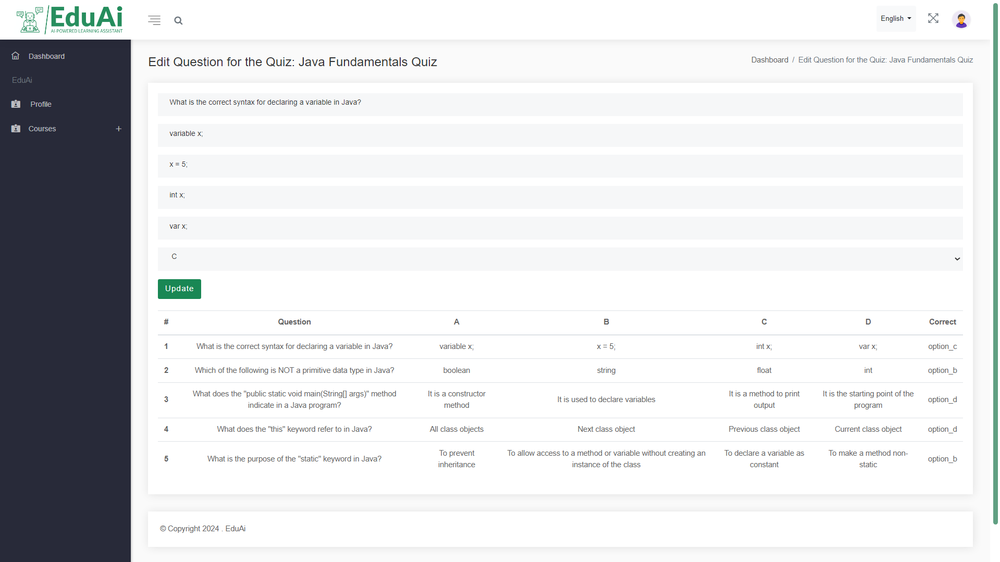 EduAi
AI-POWERED LEARNING ASSISTANT
English
Dashboard
EduAi
Profile
Courses +
Edit Question for the Quiz: Java Fundamentals Quiz
Dashboard / Edit Question for the Quiz: Java Fundamentals Quiz
What is the correct syntax for declaring a variable in Java?
variable x;
x = 5;
int x;
var x;
C
Update
# Question A B C D Correct
1 What is the correct syntax for declaring a variable in Java? variable x; x = 5; int x; var x; option_c
2 Which of the following is NOT a primitive data type in Java? boolean string float int option_b
3 What does the "public static void main(String[] args)" method indicate in a Java program? It is a constructor method It is used to declare variables It is a method to print output It is the starting point of the program option_d
4 What does the "this" keyword refer to in Java? All class objects Next class object Previous class object Current class object option_d
5 What is the purpose of the "static" keyword in Java? To prevent inheritance To allow access to a method or variable without creating an instance of the class To declare a variable as constant To make a method non-static option_b
© Copyright 2024 . EduAi